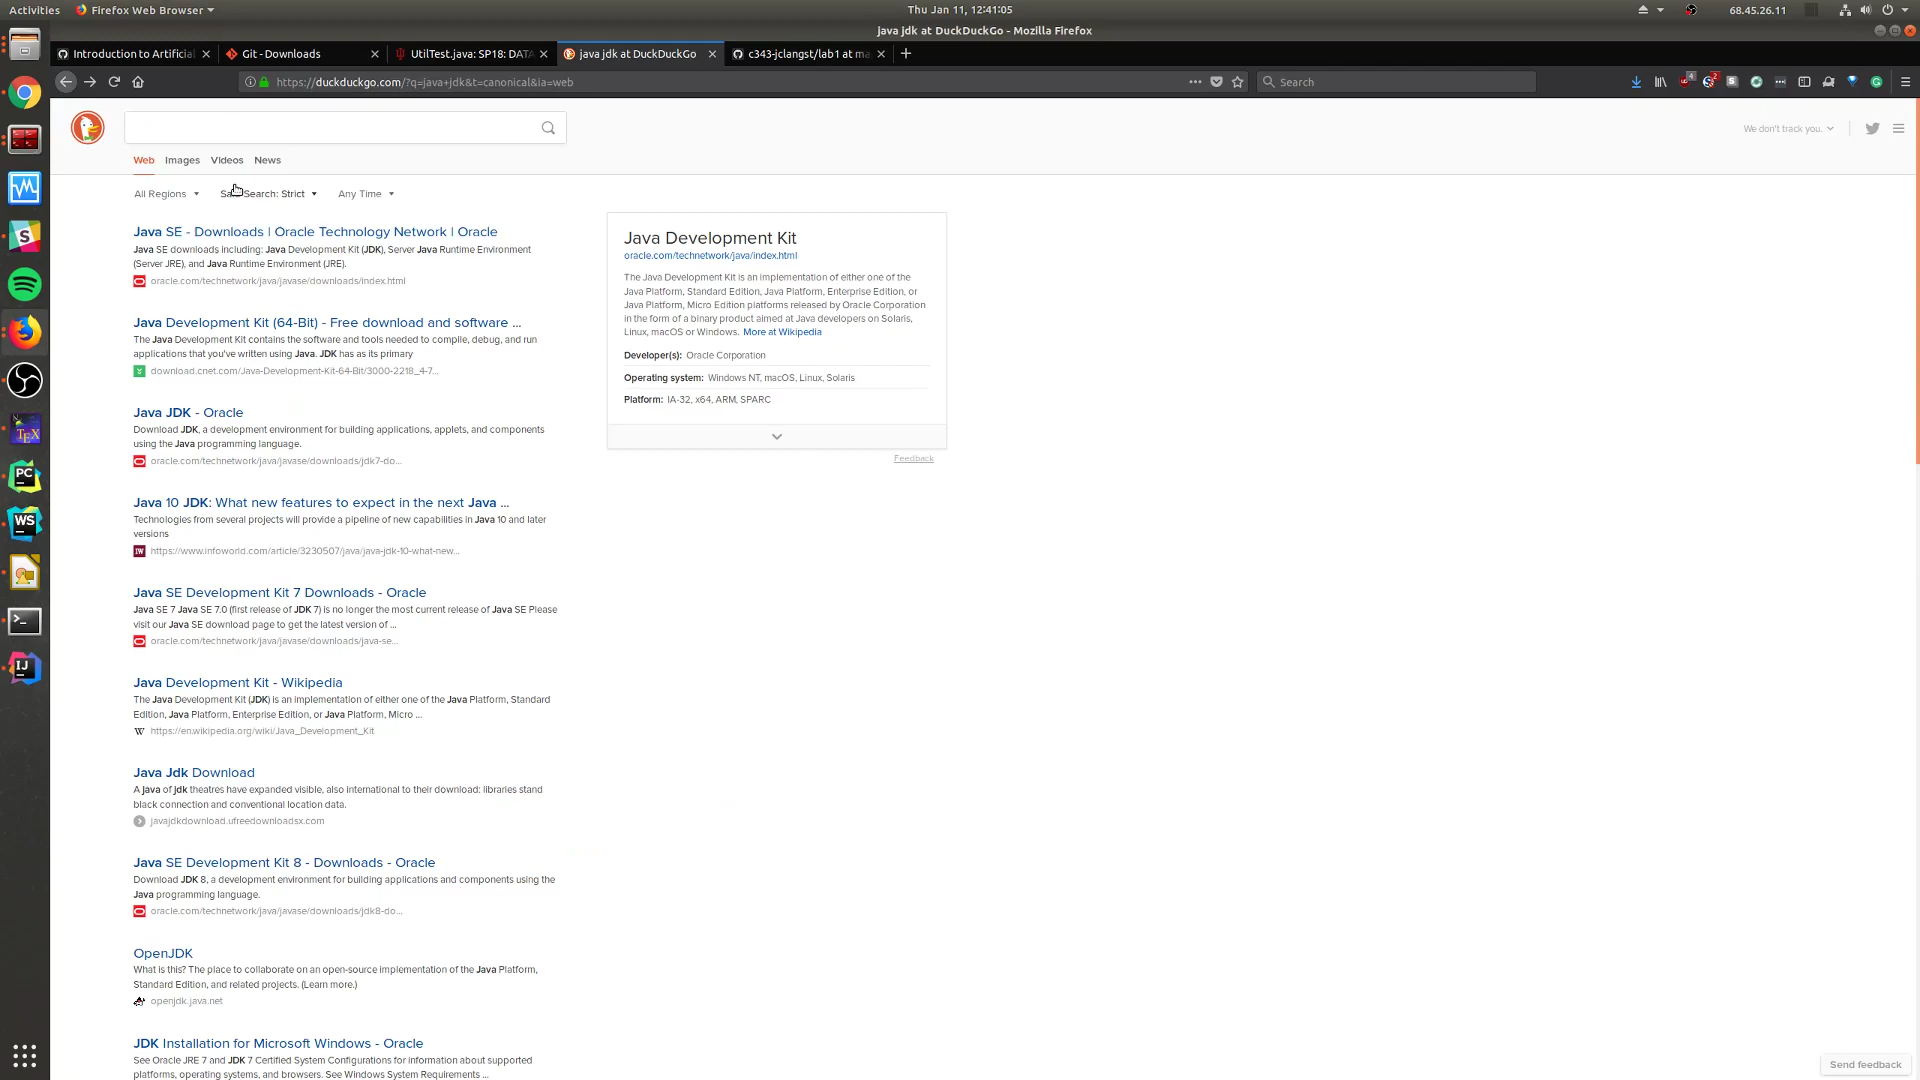 Activities Firefox Web Browser Thu Jan 11, 12:41:05 68.45.26.11
java jdk at DuckDuckGo - Mozilla Firefox
Introduction to Artificial Git - Downloads UtilTest.java: SP18: DATA java jdk at DuckDuckGo c343-jclangst/lab1 at ma
https://duckduckgo.com/?q=java+jdk&t=canonical&ia=web Search
We don't track you.
Web Images Videos News
All Regions Search: Strict Any Time
Java SE - Downloads | Oracle Technology Network | Oracle
Java SE downloads including: Java Development Kit (JDK), Server Java Runtime Environment
(Server JRE), and Java Runtime Environment (JRE).
oracle.com/technetwork/java/javase/downloads/index.html
Java Development Kit (64-Bit) - Free download and software ...
The Java Development Kit contains the software and tools needed to compile, debug, and run
applications that you've written using Java. JDK has as its primary
download.cnet.com/Java-Development-Kit-64-Bit/3000-2218_4-7...
Java JDK - Oracle
Download JDK, a development environment for building applications, applets, and components
using the Java programming language.
oracle.com/technetwork/java/javase/downloads/jdk7-do...
Java 10 JDK: What new features to expect in the next Java ...
Technologies from several projects will provide a pipeline of new capabilities in Java 10 and later
versions
IW https://www.infoworld.com/article/3230507/java/java-jdk-10-what-new...
Java SE Development Kit 7 Downloads - Oracle
Java SE 7 Java SE 7.0 (first release of JDK 7) is no longer the most current release of Java SE Please
visit our Java SE download page to get the latest version of ...
oracle.com/technetwork/java/javase/downloads/java-se...
Java Development Kit - Wikipedia
The Java Development Kit (JDK) is an implementation of either one of the Java Platform, Standard
Edition, Java Platform, Enterprise Edition, or Java Platform, Micro ...
W https://en.wikipedia.org/wiki/Java_Development_Kit
Java Jdk Download
A java of jdk theatres have expanded visible, also international to their download: libraries stand
black connection and conventional location data.
javajdkdownload.ufreedownloadsx.com
Java SE Development Kit 8 - Downloads - Oracle
Download JDK 8, a development environment for building applications and components using the
Java programming language.
oracle.com/technetwork/java/javase/downloads/jdk8-do...
OpenJDK
What is this? The place to collaborate on an open-source implementation of the Java Platform,
Standard Edition, and related projects. (Learn more.)
openjdk.java.net
JDK Installation for Microsoft Windows - Oracle
See Oracle JRE 7 and JDK 7 Certified System Configurations for information about supported
platforms, operating systems, and browsers. See Windows System Requirements ...
Java Development Kit
oracle.com/technetwork/java/index.html
The Java Development Kit is an implementation of either one of the
Java Platform, Standard Edition, Java Platform, Enterprise Edition, or
Java Platform, Micro Edition platforms released by Oracle Corporation
in the form of a binary product aimed at Java developers on Solaris,
Linux, macOS or Windows. More at Wikipedia
Developer(s): Oracle Corporation
Operating system: Windows NT, macOS, Linux, Solaris
Platform: IA-32, x64, ARM, SPARC
Feedback
Send feedback
S
TEX
PC
WS
IJ